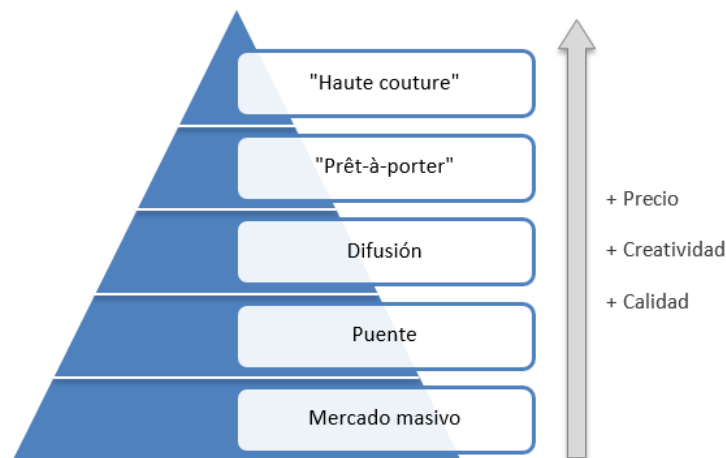 "Haute couture"
"Prêt-à-porter"
Difusión
Puente
Mercado masivo
+ Precio
+ Creatividad
+ Calidad